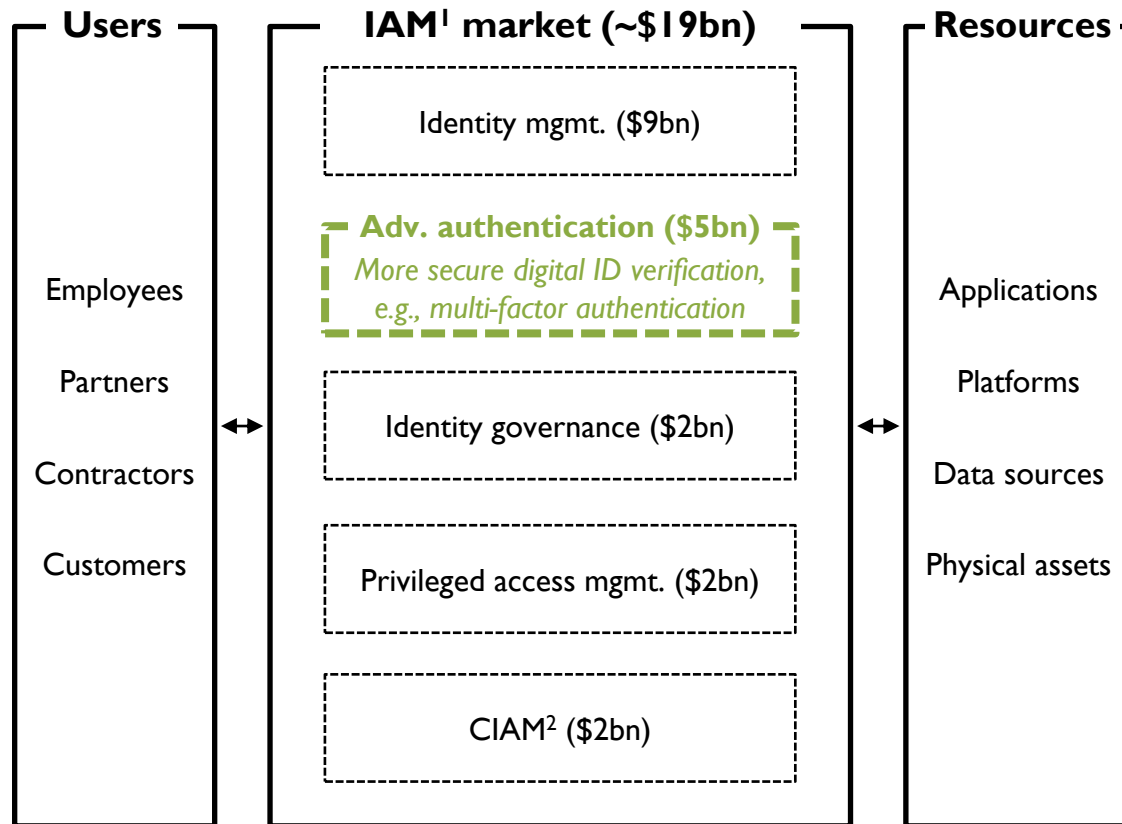 Users
Employees
Partners
Contractors
Customers
IAM¹ market (~$19bn)
Identity mgmt. ($9bn)
Adv. authentication ($5bn)
More secure digital ID verification,
e.g., multi-factor authentication
Identity governance ($2bn)
Privileged access mgmt. ($2bn)
CIAM² ($2bn)
Resources
Applications
Platforms
Data sources
Physical assets